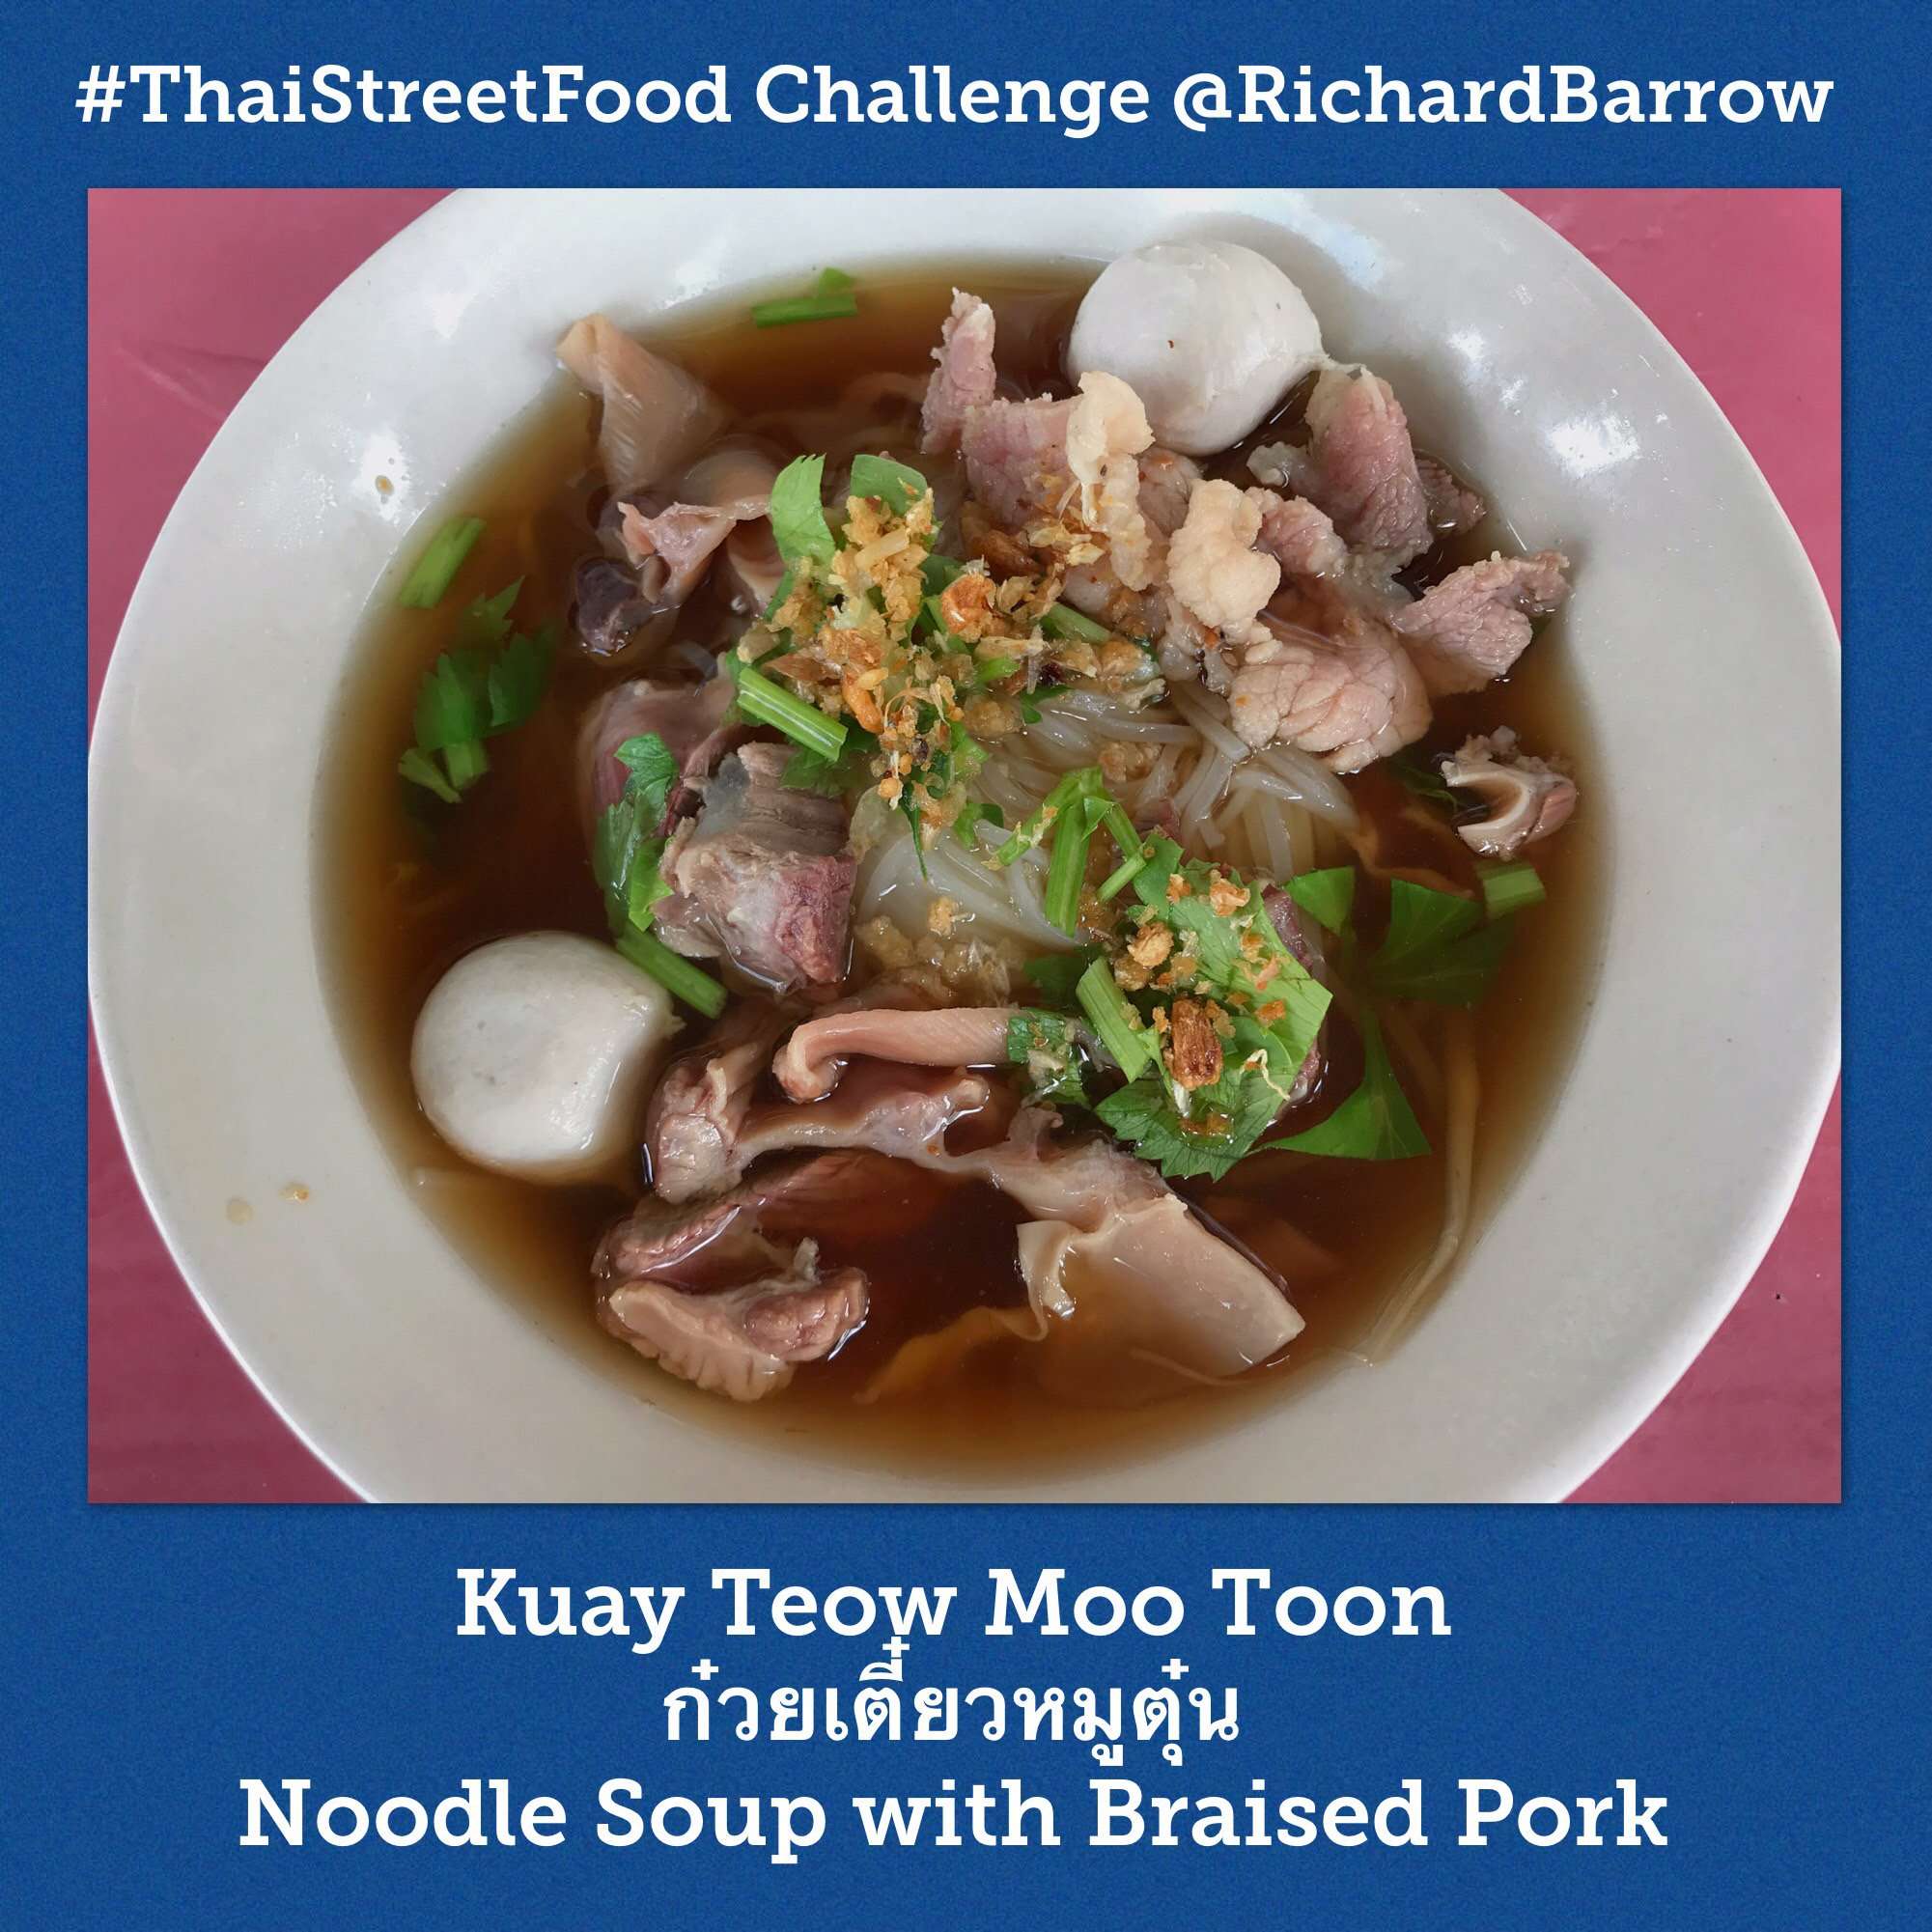 #ThaiStreetFood Challenge @RichardBarrow
Kuay Teow Moo Toon
ก๋วยเตี๋ยวหมูตุ๋น
Noodle Soup with Braised Pork